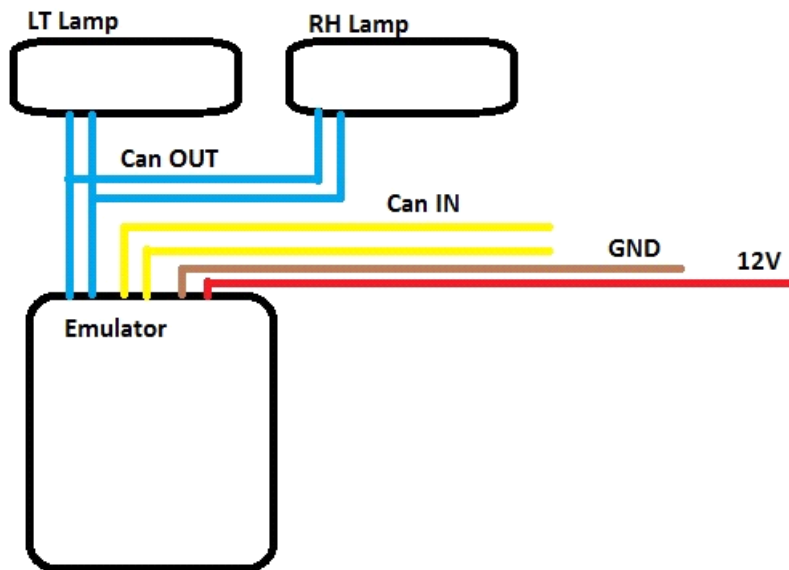 LT Lamp
RH Lamp
Can OUT
Can IN
GND
12V
Emulator